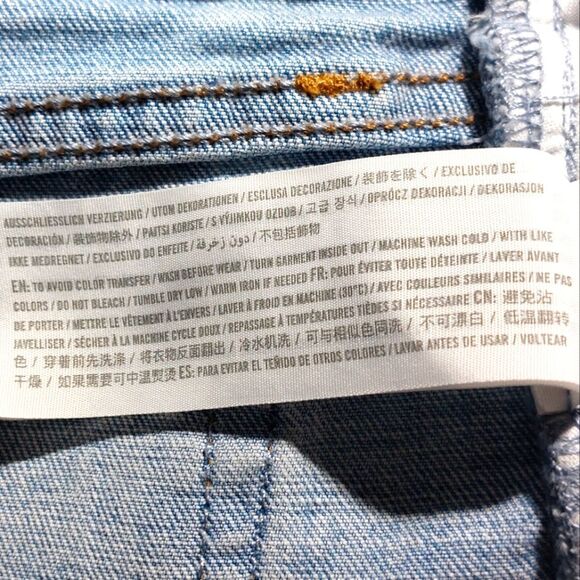 AUSSCHLIESSLICH VERZIERUNG / UTOM DEKORATIONEN / ESCLUSA DECORAZIONE / 装飾を除く / EXCLUSIVO DE
DECORACIÓN / 装飾物除外 / PAITSI KORISTE / S VÝJIMKOU OZDOB / 고급 장식 / OPRÓCZ DEKORACJI / DEKORASJON
IKKE MEDREGNET / EXCLUSIVO DO ENFEITE / دون زخرفة / 不包括飾物
EN: TO AVOID COLOR TRANSFER / WASH BEFORE WEAR / TURN GARMENT INSIDE OUT / MACHINE WASH COLD / WITH LIKE
COLORS / DO NOT BLEACH / TUMBLE DRY LOW / WARM IRON IF NEEDED FR: POUR ÉVITER TOUTE DÉTEINTE / LAVER AVANT
DE PORTER / METTRE LE VÊTEMENT À L'ENVERS / LAVER À FROID EN MACHINE (30°C) / AVEC COULEURS SIMILAIRES / NE PAS
JAVELLISER / SÉCHER À LA MACHINE CYCLE DOUX / REPASSAGE À TEMPÉRATURES TIÈDES SI NÉCESSAIRE CN: 避免沾
色 / 穿著前先洗滌 / 將衣物反面翻出 / 冷水机洗 / 可与相似色同洗 / 不可漂白 / 低温翻转
干燥 / 如果需要可中温熨烫 ES: PARA EVITAR EL TEÑIDO DE OTROS COLORES / LAVAR ANTES DE USAR / VOLTEAR